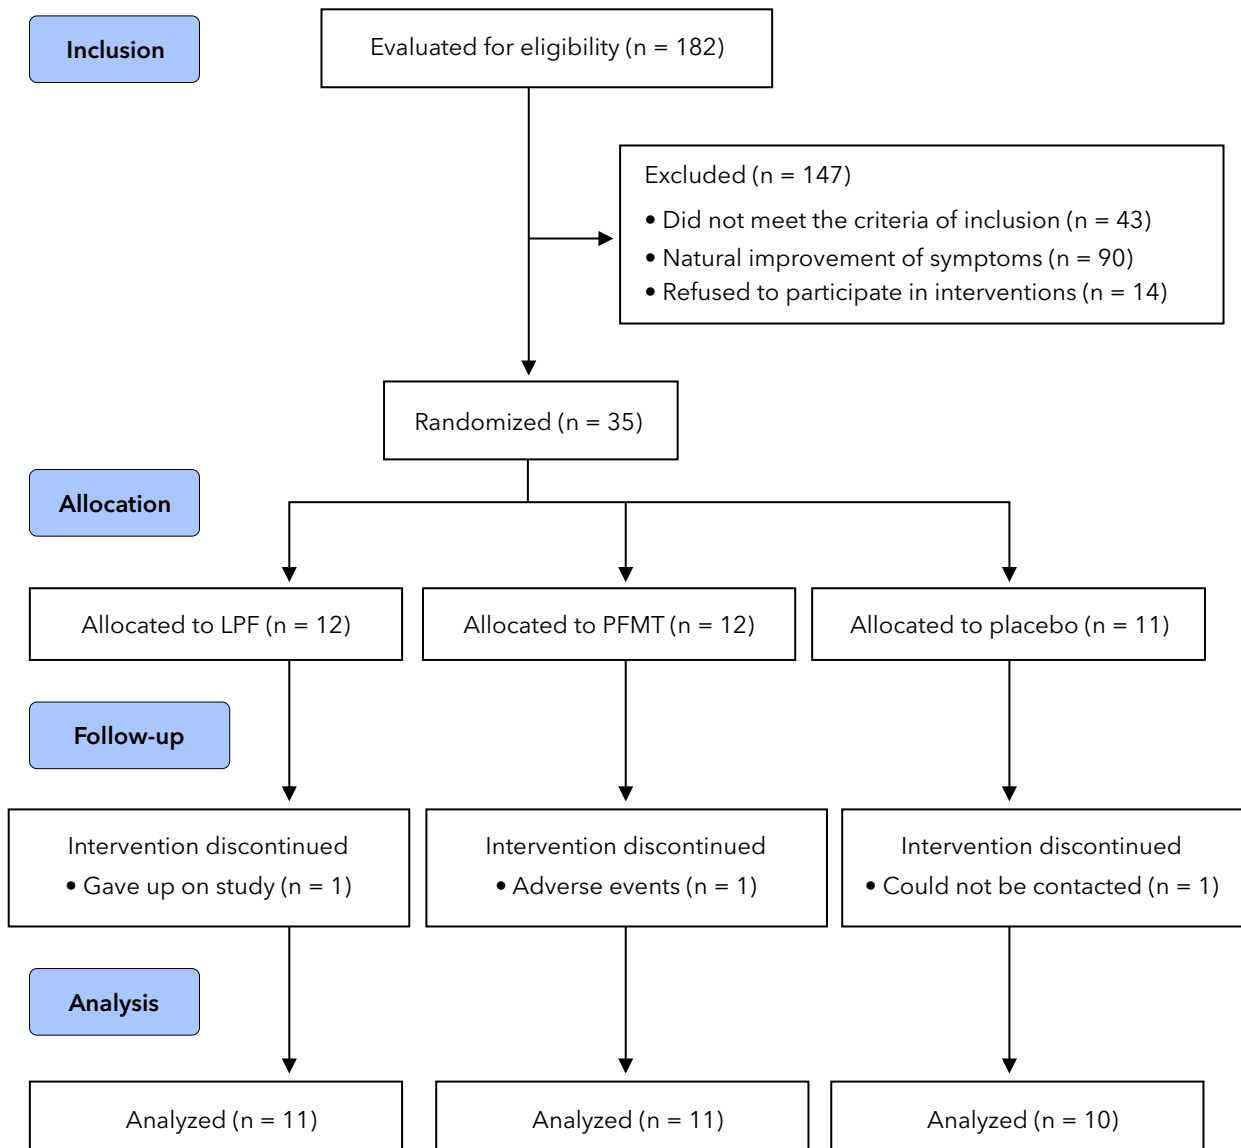 Inclusion
Evaluated for eligibility (n = 182)
Excluded (n = 147)
• Did not meet the criteria of inclusion (n = 43)
• Natural improvement of symptoms (n = 90)
• Refused to participate in interventions (n = 14)
Randomized (n = 35)
Allocation
Allocated to LPF (n = 12)
Allocated to PFMT (n = 12)
Allocated to placebo (n = 11)
Follow-up
Intervention discontinued
• Gave up on study (n = 1)
Intervention discontinued
• Adverse events (n = 1)
Intervention discontinued
• Could not be contacted (n = 1)
Analysis
Analyzed (n = 11)
Analyzed (n = 11)
Analyzed (n = 10)